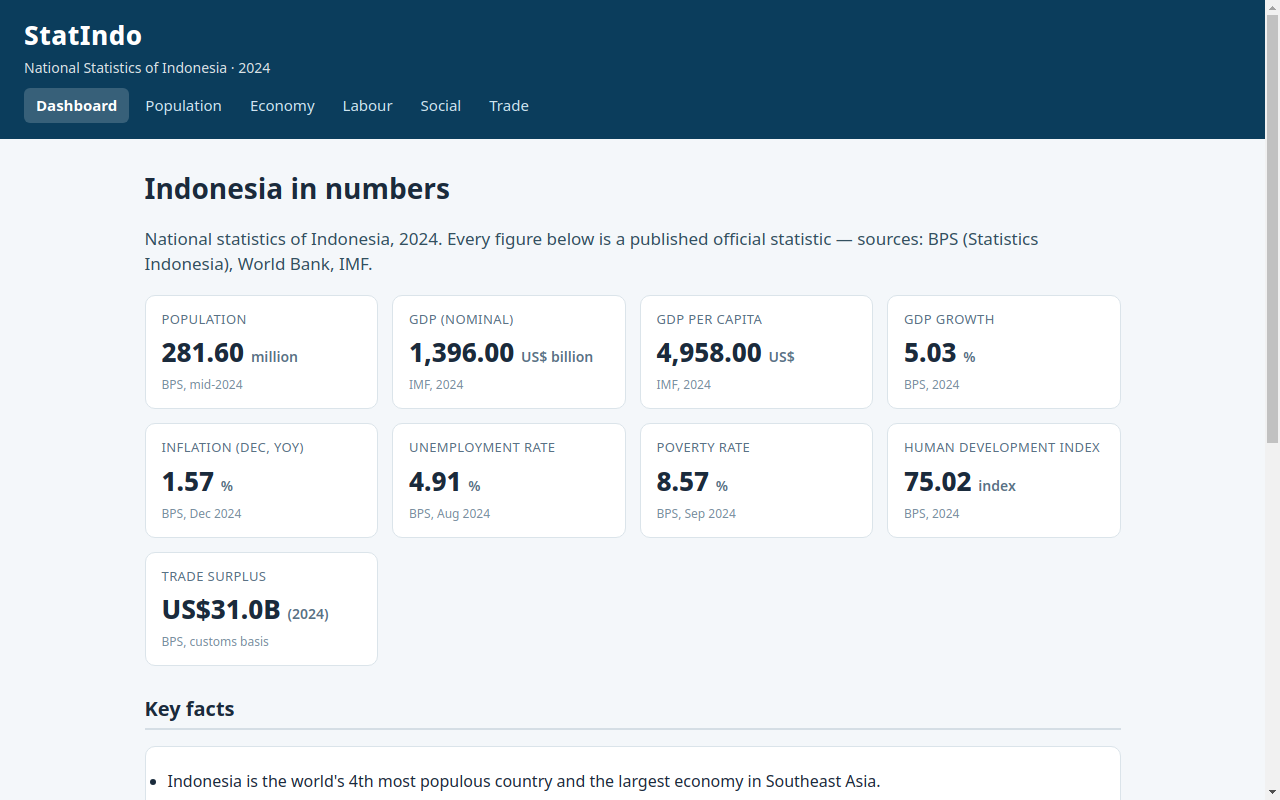 StatIndo
National Statistics of Indonesia · 2024
Dashboard Population Economy Labour Social Trade
Indonesia in numbers
National statistics of Indonesia, 2024. Every figure below is a published official statistic — sources: BPS (Statistics
Indonesia), World Bank, IMF.
POPULATION
281.60 million
BPS, mid-2024
GDP (NOMINAL)
1,396.00 US$ billion
IMF, 2024
GDP PER CAPITA
4,958.00 US$
IMF, 2024
GDP GROWTH
5.03 %
BPS, 2024
INFLATION (DEC, YOY)
1.57 %
BPS, Dec 2024
UNEMPLOYMENT RATE
4.91 %
BPS, Aug 2024
POVERTY RATE
8.57 %
BPS, Sep 2024
HUMAN DEVELOPMENT INDEX
75.02 index
BPS, 2024
TRADE SURPLUS
US$31.0B (2024)
BPS, customs basis
Key facts
• Indonesia is the world's 4th most populous country and the largest economy in Southeast Asia.